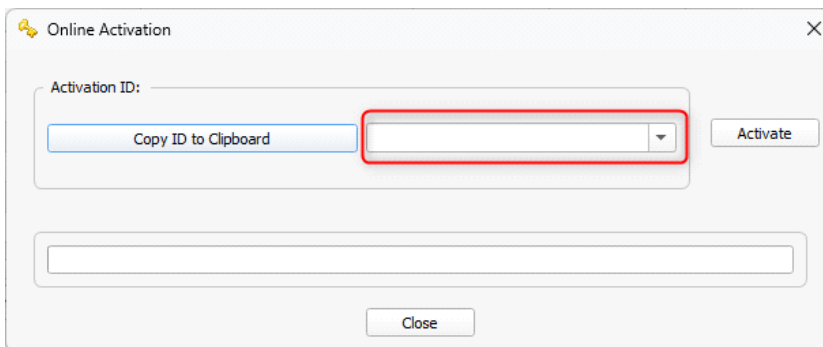 Online Activation
Activation ID:
Copy ID to Clipboard
Activate
Close